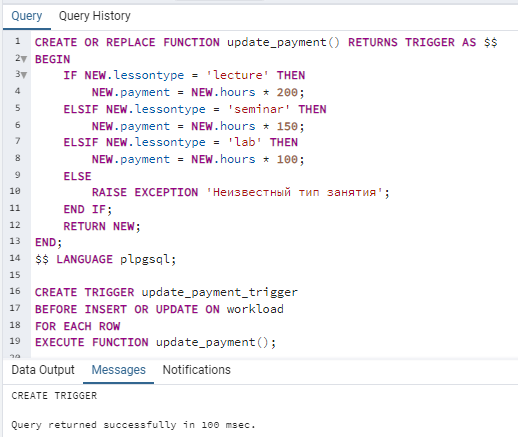 Query Query History
1 CREATE OR REPLACE FUNCTION update_payment() RETURNS TRIGGER AS $$
2 BEGIN
3 IF NEW.lessontype = 'lecture' THEN
4 NEW.payment = NEW.hours * 200;
5 ELSIF NEW.lessontype = 'seminar' THEN
6 NEW.payment = NEW.hours * 150;
7 ELSIF NEW.lessontype = 'lab' THEN
8 NEW.payment = NEW.hours * 100;
9 ELSE
10 RAISE EXCEPTION 'Неизвестный тип занятия';
11 END IF;
12 RETURN NEW;
13 END;
14 $$ LANGUAGE plpgsql;
15
16 CREATE TRIGGER update_payment_trigger
17 BEFORE INSERT OR UPDATE ON workload
18 FOR EACH ROW
19 EXECUTE FUNCTION update_payment();
20
Data Output Messages Notifications
CREATE TRIGGER
Query returned successfully in 100 msec.